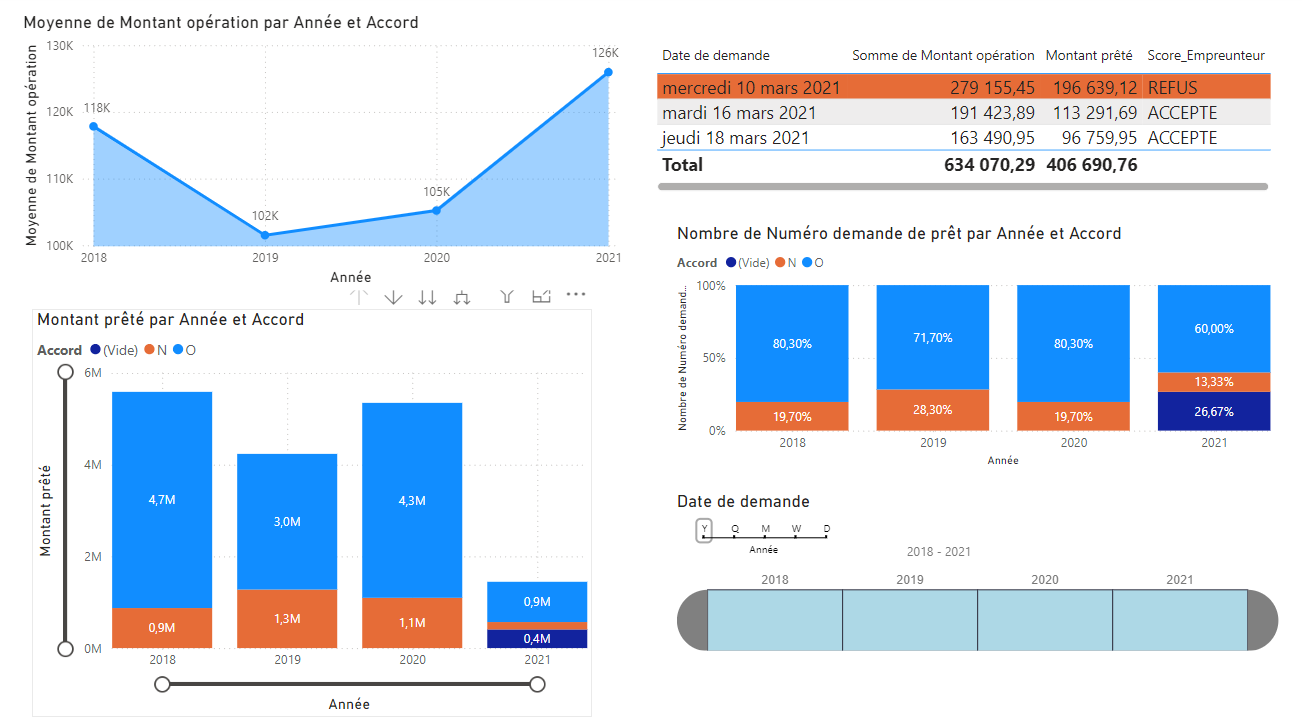 Moyenne de Montant opération par Année et Accord
Moyenne de Montant opération
130K
120K
110K
100K
118K
102K
105K
126K
2018 2019 2020 2021
Année
Montant prêté par Année et Accord
Accord (Vide) N O
Montant prêté
6M
4M
2M
0M
4,7M 3,0M 4,3M 0,9M
0,9M 1,3M 1,1M 0,4M
2018 2019 2020 2021
Année
Date de demande Somme de Montant opération Montant prêté Score_Empreunteur
mercredi 10 mars 2021 279 155,45 196 639,12 REFUS
mardi 16 mars 2021 191 423,89 113 291,69 ACCEPTE
jeudi 18 mars 2021 163 490,95 96 759,95 ACCEPTE
Total 634 070,29 406 690,76
Nombre de Numéro demande de prêt par Année et Accord
Accord (Vide) N O
Nombre de Numéro demand...
100%
50%
0%
80,30% 71,70% 80,30% 60,00%
19,70% 28,30% 19,70% 13,33%
26,67%
2018 2019 2020 2021
Année
Date de demande
Y Q M W D
Année
2018 - 2021
2018 2019 2020 2021